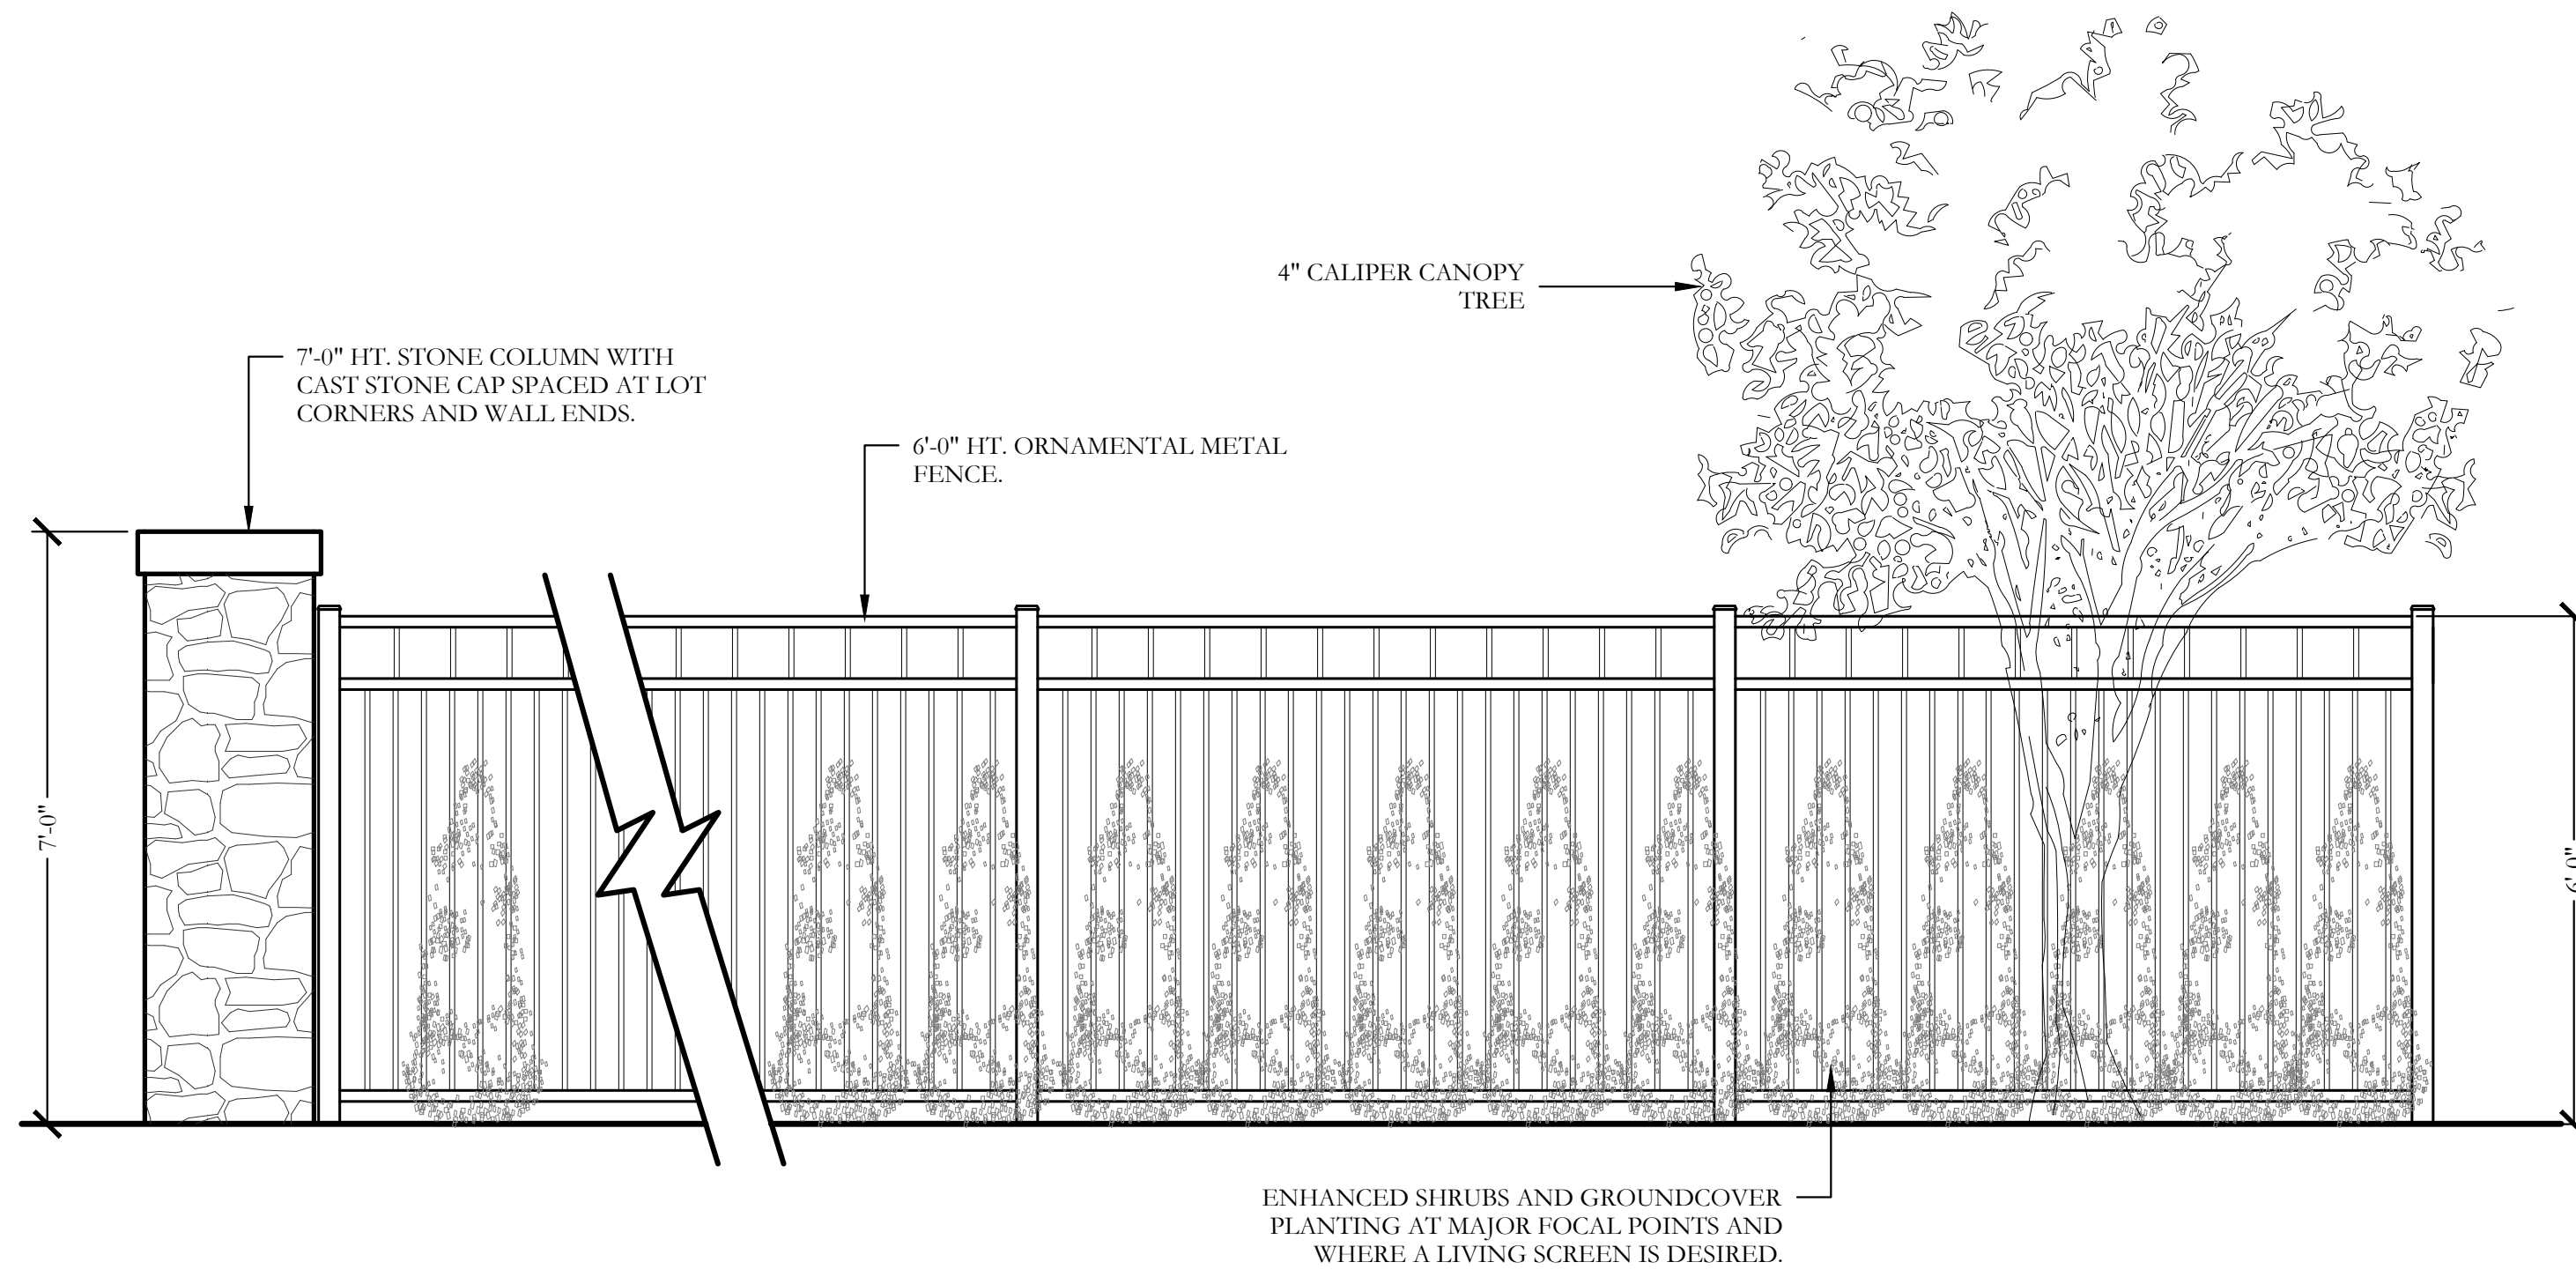 4" CALIPER CANOPY
TREE
7'-0" HT. STONE COLUMN WITH
CAST STONE CAP SPACED AT LOT
CORNERS AND WALL ENDS.
6'-0" HT. ORNAMENTAL METAL
FENCE.
7'-0"
6'-0"
ENHANCED SHRUBS AND GROUNDCOVER
PLANTING AT MAJOR FOCAL POINTS AND
WHERE A LIVING SCREEN IS DESIRED.